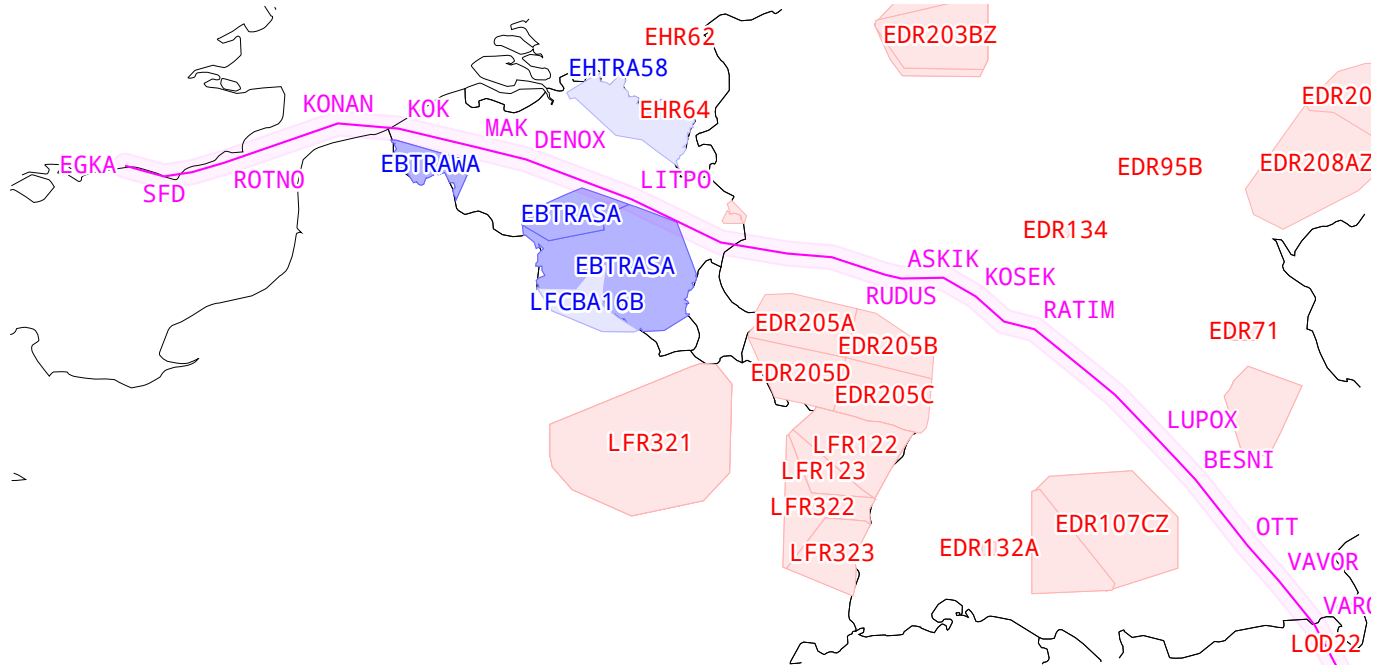 EDR203BZ
EHR62
EHTRA58
EDR20
KONAN
KOK
EHR64
MAK
DENOX
EGKA
EBTRAWA
EDR95B
EDR208AZ
SFD
ROTNO
LITPO
EBTRASA
EDR134
EBTRASA
ASKIK
KOSEK
LFCBA16B
RUDUS
RATIM
EDR205A
EDR71
EDR205B
EDR205D
EDR205C
LUPOX
LFR321
LFR122
BESNI
LFR123
LFR322
EDR107CZ
OTT
LFR323
EDR132A
VAVOR
VARO
LOD22